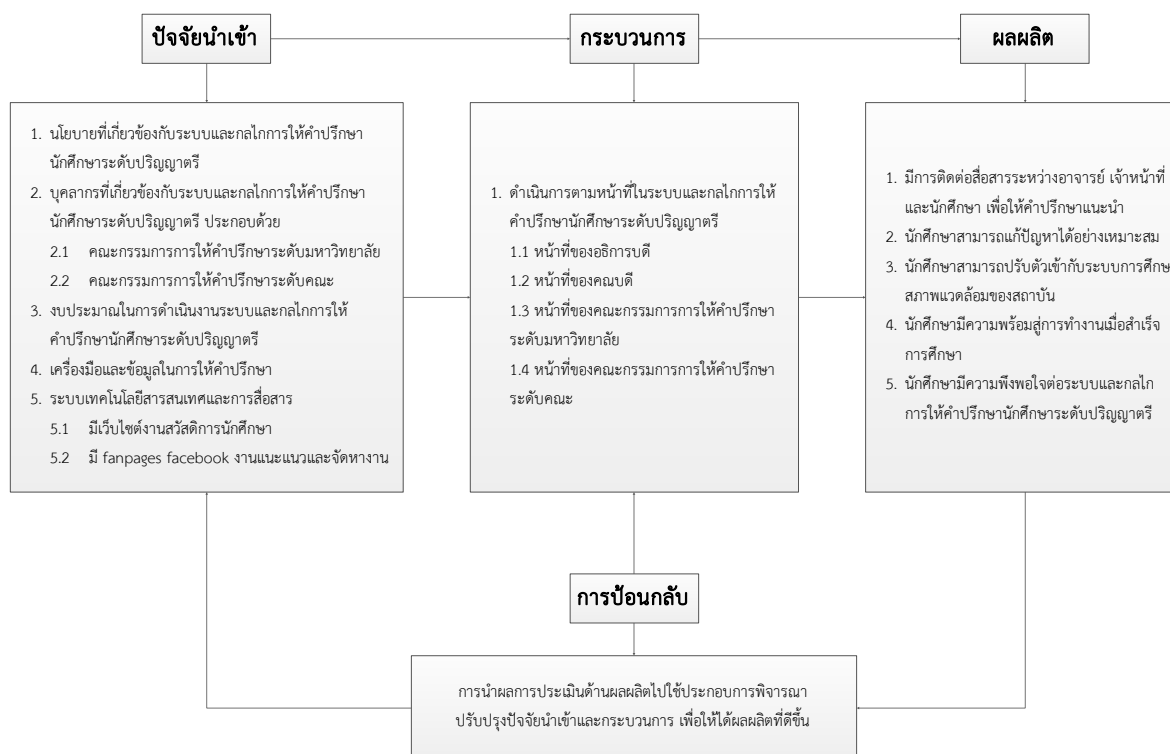 ปัจจัยนำเข้า
กระบวนการ
ผลผลิต
1. นโยบายที่เกี่ยวข้องกับระบบและกลไกการให้คำปรึกษา
นักศึกษาระดับปริญญาตรี
2. บุคลากรที่เกี่ยวข้องกับระบบและกลไกการให้คำปรึกษา
นักศึกษาระดับปริญญาตรี ประกอบด้วย
2.1 คณะกรรมการการให้คำปรึกษาระดับมหาวิทยาลัย
2.2 คณะกรรมการการให้คำปรึกษาระดับคณะ
3. งบประมาณในการดำเนินงานระบบและกลไกการให้
คำปรึกษานักศึกษาระดับปริญญาตรี
4. เครื่องมือและข้อมูลในการให้คำปรึกษา
5. ระบบเทคโนโลยีสารสนเทศและการสื่อสาร
5.1 มีเว็บไซต์งานสวัสดิการนักศึกษา
5.2 มี fanpages facebook งานแนะแนวและจัดหางาน
1. ดำเนินการตามหน้าที่ในระบบและกลไกการให้
คำปรึกษานักศึกษาระดับปริญญาตรี
1.1 หน้าที่ของอธิการบดี
1.2 หน้าที่ของคณบดี
1.3 หน้าที่ของคณะกรรมการการให้คำปรึกษา
ระดับมหาวิทยาลัย
1.4 หน้าที่ของคณะกรรมการการให้คำปรึกษา
ระดับคณะ
1. มีการติดต่อสื่อสารระหว่างอาจารย์ เจ้าหน้าที่
และนักศึกษา เพื่อให้คำปรึกษาแนะนำ
2. นักศึกษาสามารถแก้ปัญหาได้อย่างเหมาะสม
3. นักศึกษาสามารถปรับตัวเข้ากับระบบการศึกษ
สภาพแวดล้อมของสถาบัน
4. นักศึกษามีความพร้อมสู่การทำงานเมื่อสำเร็จ
การศึกษา
5. นักศึกษามีความพึงพอใจต่อระบบและกลไก
การให้คำปรึกษานักศึกษาระดับปริญญาตรี
การป้อนกลับ
การนำผลการประเมินด้านผลผลิตไปใช้ประกอบการพิจารณา
ปรับปรุงปัจจัยนำเข้าและกระบวนการ เพื่อให้ได้ผลผลิตที่ดีขึ้น